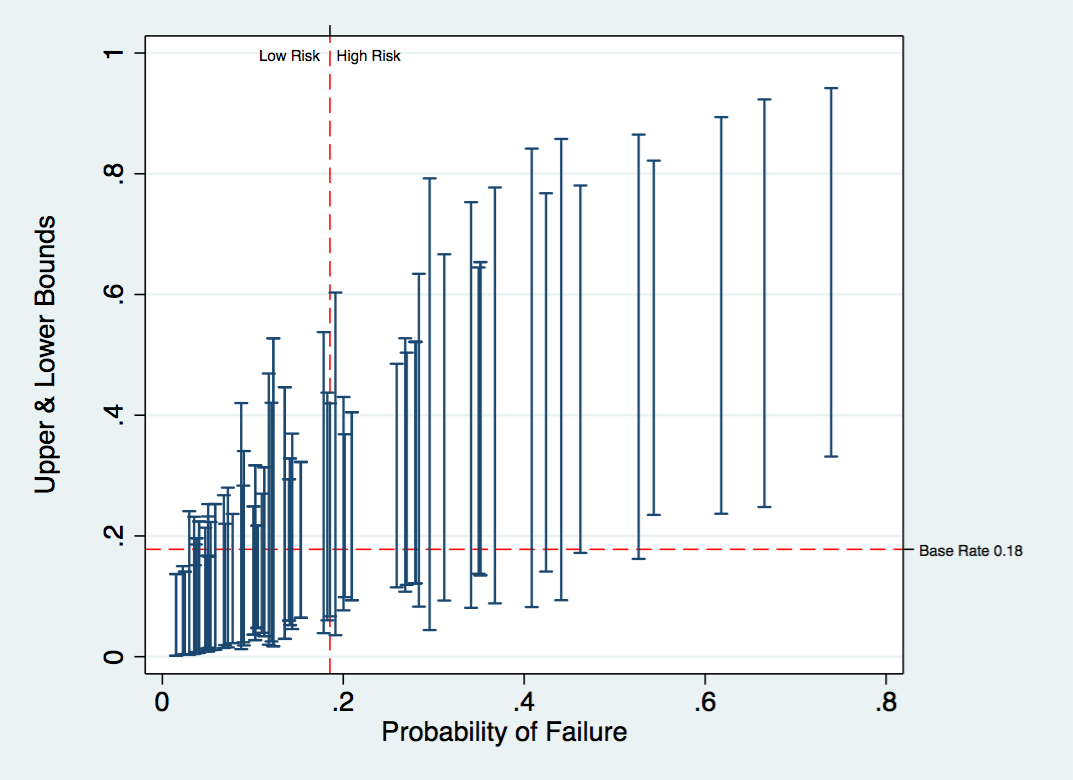 Low Risk
High Risk
Upper & Lower Bounds
1
.8
.6
.4
.2
0
Base Rate 0.18
0
.2
.4
.6
.8
Probability of Failure